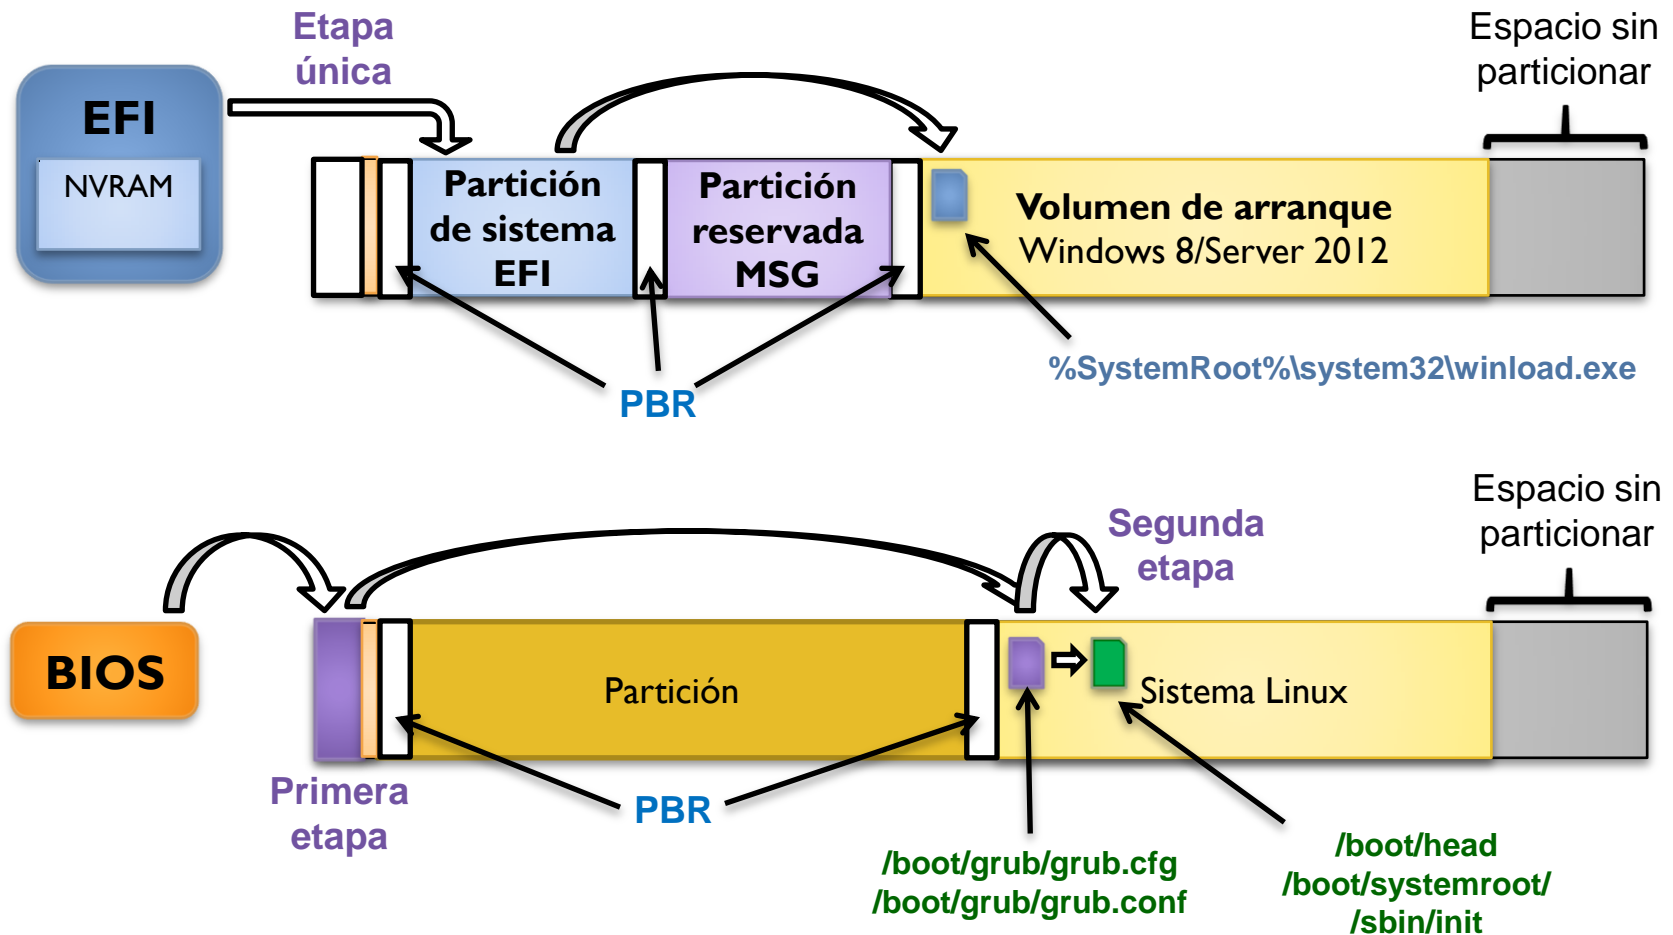 Etapa
única
Espacio sin
particionar
EFI
NVRAM
Partición
de sistema
EFI
Partición
reservada
MSG
Volumen de arranque
Windows 8/Server 2012
%SystemRoot%\system32\winload.exe
PBR
Espacio sin
particionar
Segunda
etapa
BIOS
Partición
Sistema Linux
Primera
etapa
PBR
/boot/grub/grub.cfg
/boot/grub/grub.conf
/boot/head
/boot/systemroot/
/sbin/init